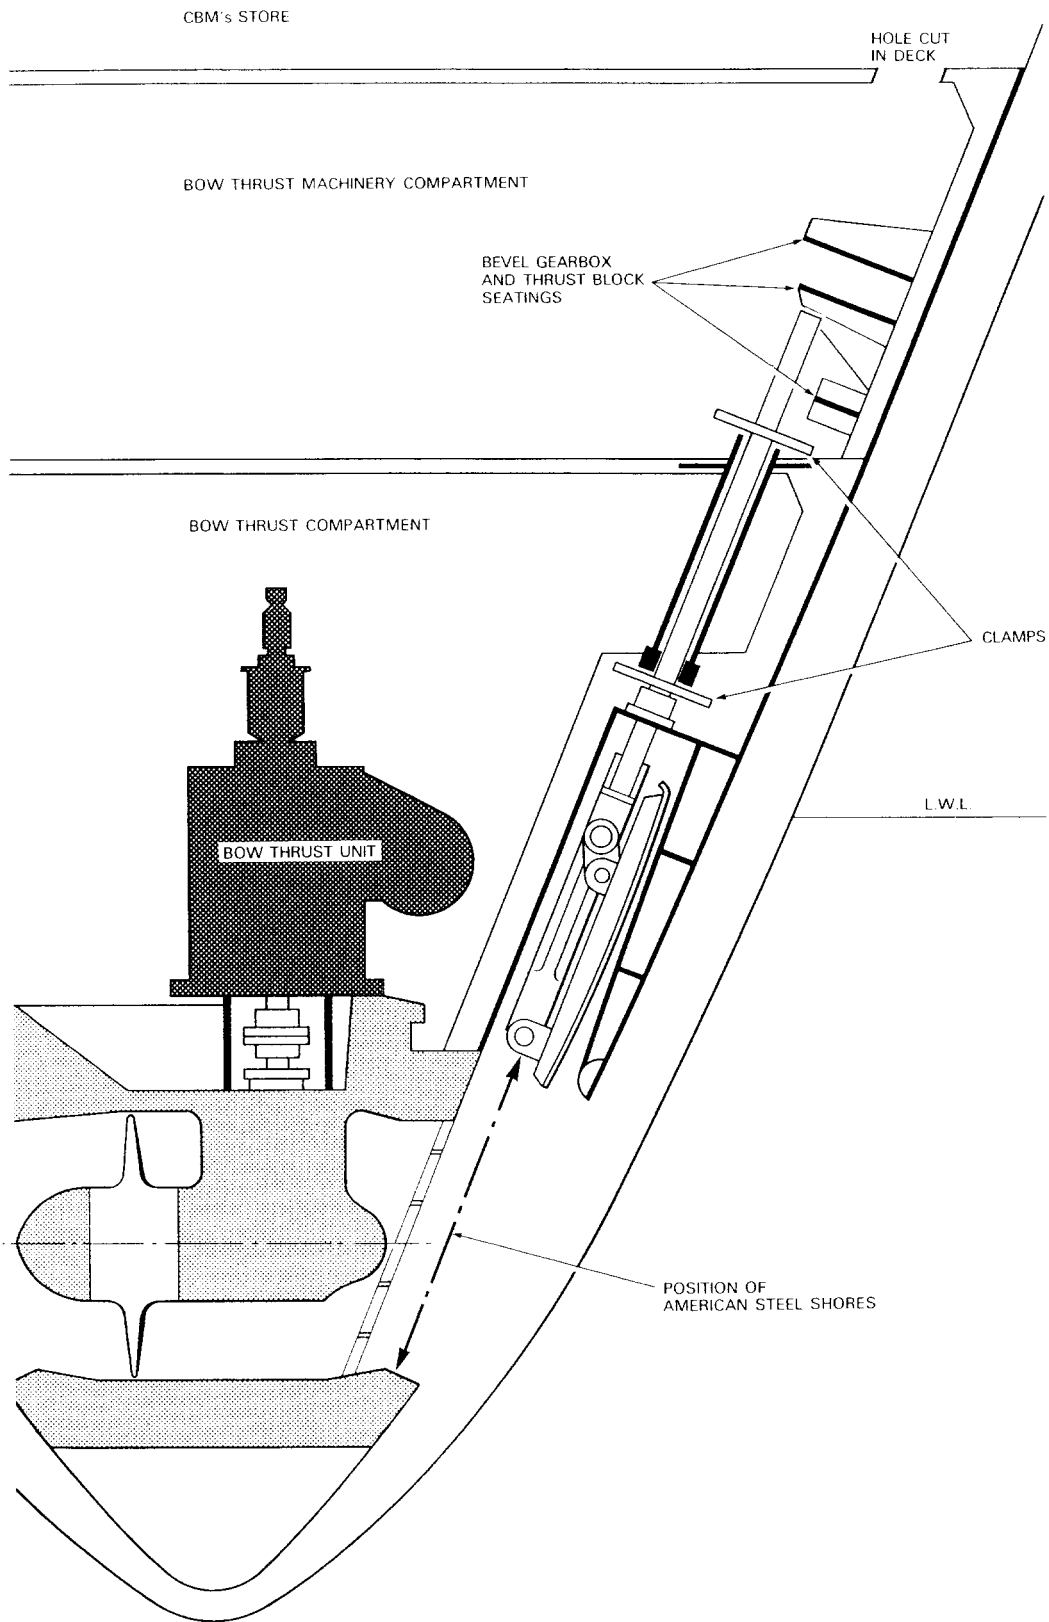 CBM's STORE
HOLE CUT
IN DECK
BOW THRUST MACHINERY COMPARTMENT
BEVEL GEARBOX
AND THRUST BLOCK
SEATINGS
BOW THRUST COMPARTMENT
CLAMPS
L.W.L.
BOW THRUST UNIT
POSITION OF
AMERICAN STEEL SHORES